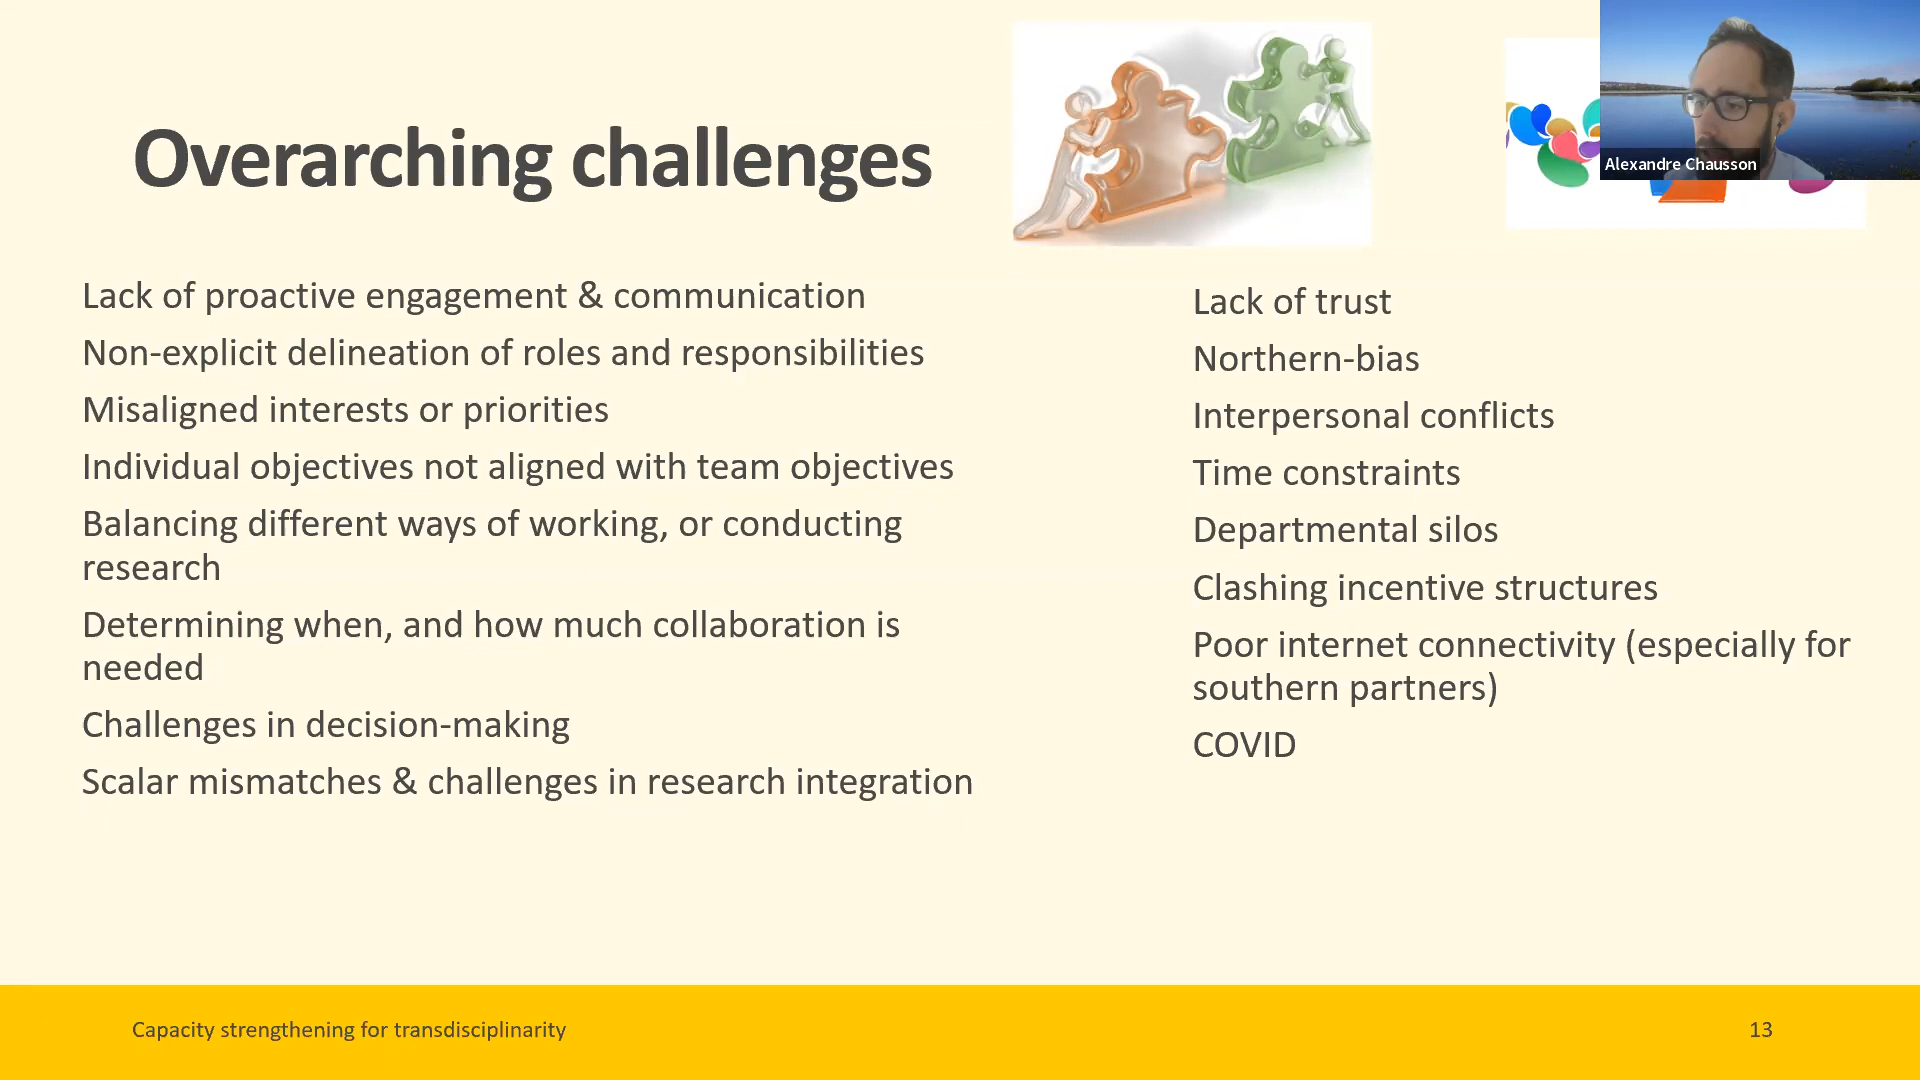 Overarching challenges
Alexandre Chausson
Lack of proactive engagement & communication
Non-explicit delineation of roles and responsibilities
Misaligned interests or priorities
Individual objectives not aligned with team objectives
Balancing different ways of working, or conducting
research
Determining when, and how much collaboration is
needed
Challenges in decision-making
Scalar mismatches & challenges in research integration
Lack of trust
Northern-bias
Interpersonal conflicts
Time constraints
Departmental silos
Clashing incentive structures
Poor internet connectivity (especially for
southern partners)
COVID
Capacity strengthening for transdisciplinarity
13